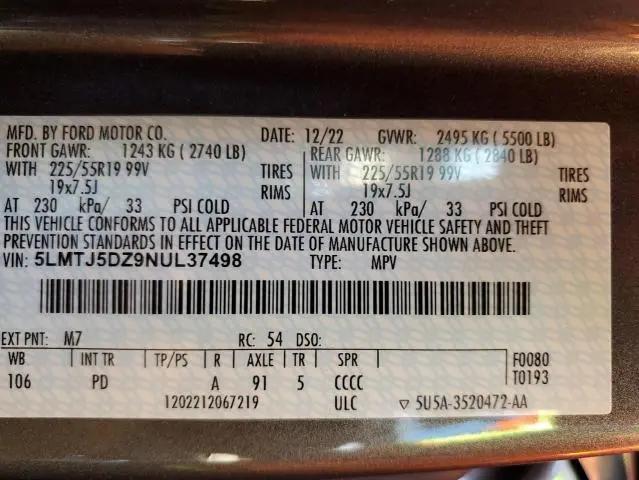 MFD. BY FORD MOTOR CO. DATE: 12/22 GVWR: 2495 KG ( 5500 LB)
FRONT GAWR: 1243 KG ( 2740 LB) REAR GAWR: 1288 KG ( 2840 LB)
WITH 225/55R19 99V TIRES WITH 225/55R19 99V TIRES
19x7.5J RIMS 19x7.5J RIMS
AT 230 kPa/ 33 PSI COLD AT 230 kPa/ 33 PSI COLD
THIS VEHICLE CONFORMS TO ALL APPLICABLE FEDERAL MOTOR VEHICLE SAFETY AND THEFT
PREVENTION STANDARDS IN EFFECT ON THE DATE OF MANUFACTURE SHOWN ABOVE.
VIN: 5LMTJ5DZ9NUL37498 TYPE: MPV
EXT PNT: M7 RC: 54 DSO:
WB INT TR TP/PS R AXLE TR SPR F0080
106 PD A 91 5 CCCC T0193
1202212067219 ULC ▽ 5U5A-3520472-AA